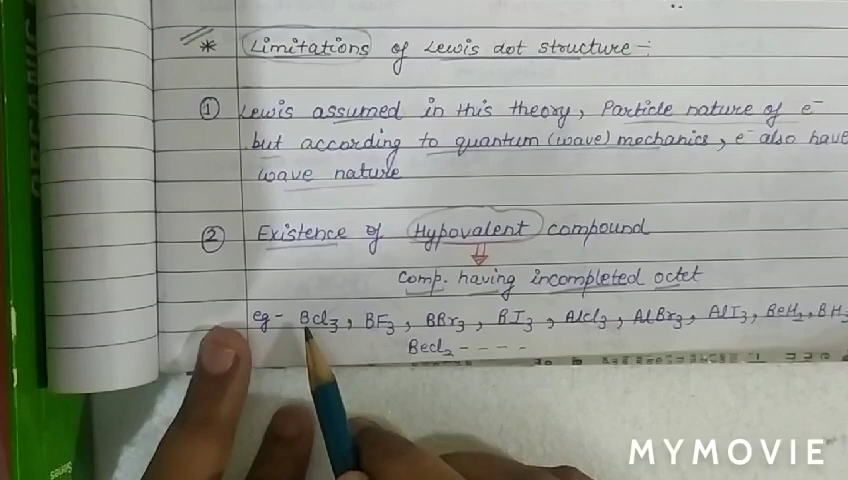 * Limitations of Lewis dot structure :-
① Lewis assumed in this theory, Particle nature of e⁻
but according to quantum (wave) mechanics, e⁻ also have
wave nature
② Existence of Hypovalent compound
Comp. having incompleted octet
eg - BCl₃, BF₃, BBr₃, BI₃, AlCl₃, AlBr₃, AlI₃, BeH₂, BH₃
BeCl₂ - - - -
MYMOVIE